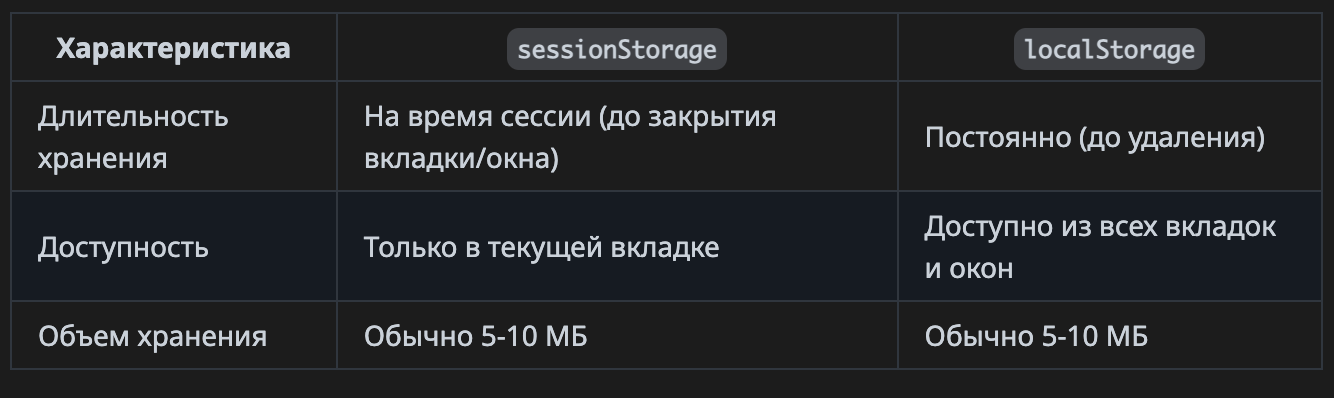 Характеристика
sessionStorage
localStorage
Длительность
хранения
На время сессии (до закрытия
вкладки/окна)
Постоянно (до удаления)
Доступность
Только в текущей вкладке
Доступно из всех вкладок
и окон
Объем хранения
Обычно 5-10 МБ
Обычно 5-10 МБ